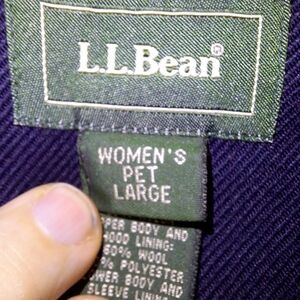 L.L.Bean®
WOMEN'S
PET
LARGE
BODY AND
LINING:
WOOL
% POLYESTER
BODY AND
SLEEVE LINING